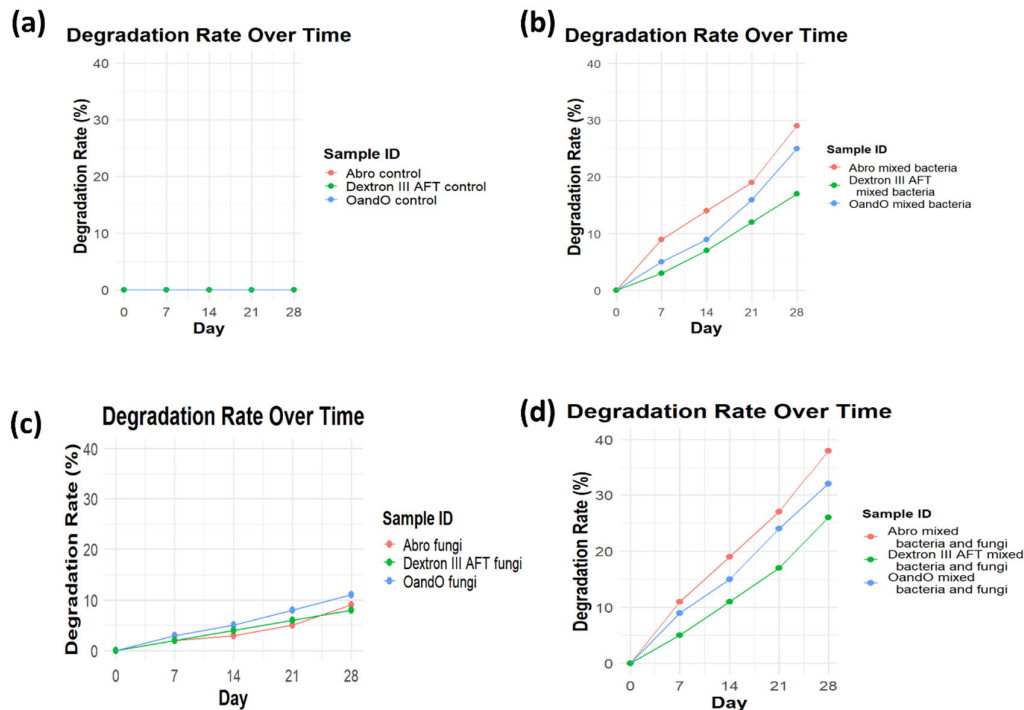 (a)
Degradation Rate Over Time
40
30
20
10
0
Degradation Rate (%)
0 7 14 21 28
Day
Sample ID
Abro control
Dextron III AFT control
OandO control
(b)
Degradation Rate Over Time
40
30
20
10
0
Degradation Rate (%)
0 7 14 21 28
Day
Sample ID
Abro mixed bacteria
Dextron III AFT
mixed bacteria
OandO mixed bacteria
(c)
Degradation Rate Over Time
40
30
20
10
0
Degradation Rate (%)
0 7 14 21 28
Day
Sample ID
Abro fungi
Dextron III AFT fungi
OandO fungi
(d)
Degradation Rate Over Time
40
30
20
10
0
Degradation Rate (%)
0 7 14 21 28
Day
Sample ID
Abro mixed
bacteria and fungi
Dextron III AFT mixed
bacteria and fungi
OandO mixed
bacteria and fungi